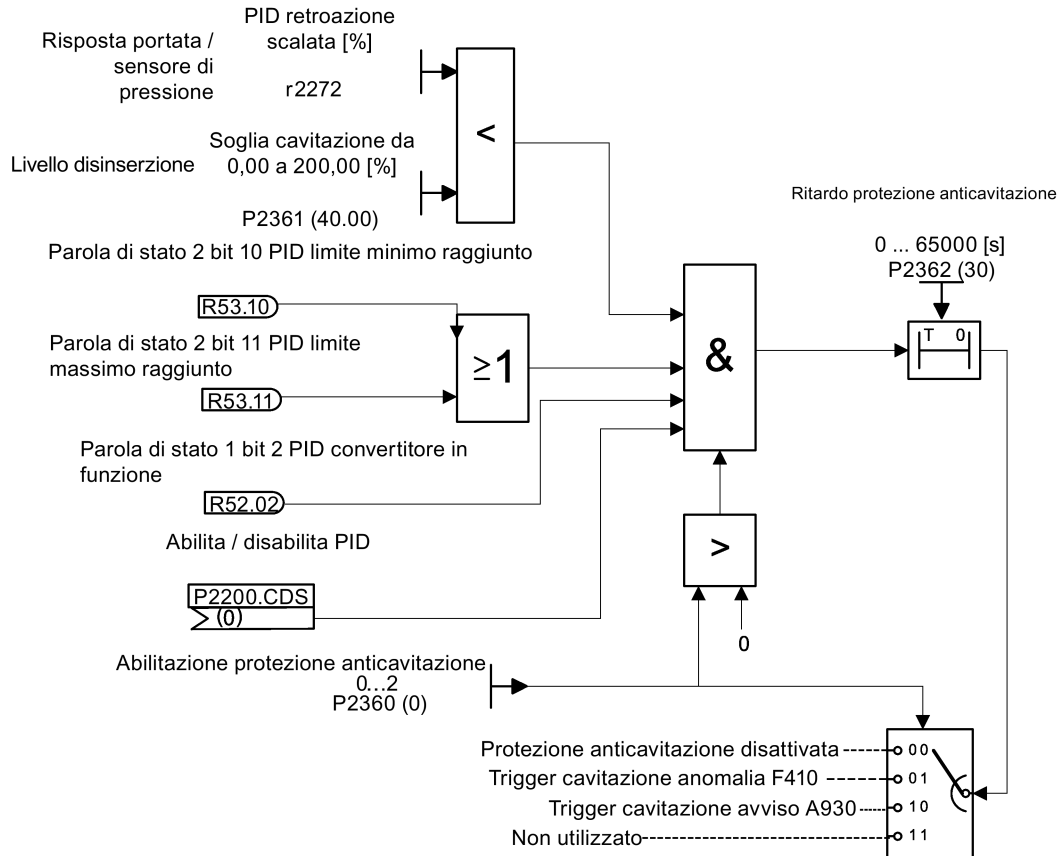 PID retroazione
scalata [%]
r2272
Risposta portata /
sensore di
pressione
<
Soglia cavitazione da
0,00 a 200,00 [%]
Livello disinserzione
P2361 (40.00)
Ritardo protezione anticavitazione
0 ... 65000 [s]
P2362 (30)
T 0
Parola di stato 2 bit 10 PID limite minimo raggiunto
R53.10
Parola di stato 2 bit 11 PID limite
massimo raggiunto
R53.11
≥1
&
Parola di stato 1 bit 2 PID convertitore in
funzione
R52.02
Abilita / disabilita PID
P2200.CDS
(0)
>
0
Abilitazione protezione anticavitazione
0...2
P2360 (0)
Protezione anticavitazione disattivata
00
Trigger cavitazione anomalia F410
01
Trigger cavitazione avviso A930
10
Non utilizzato
11